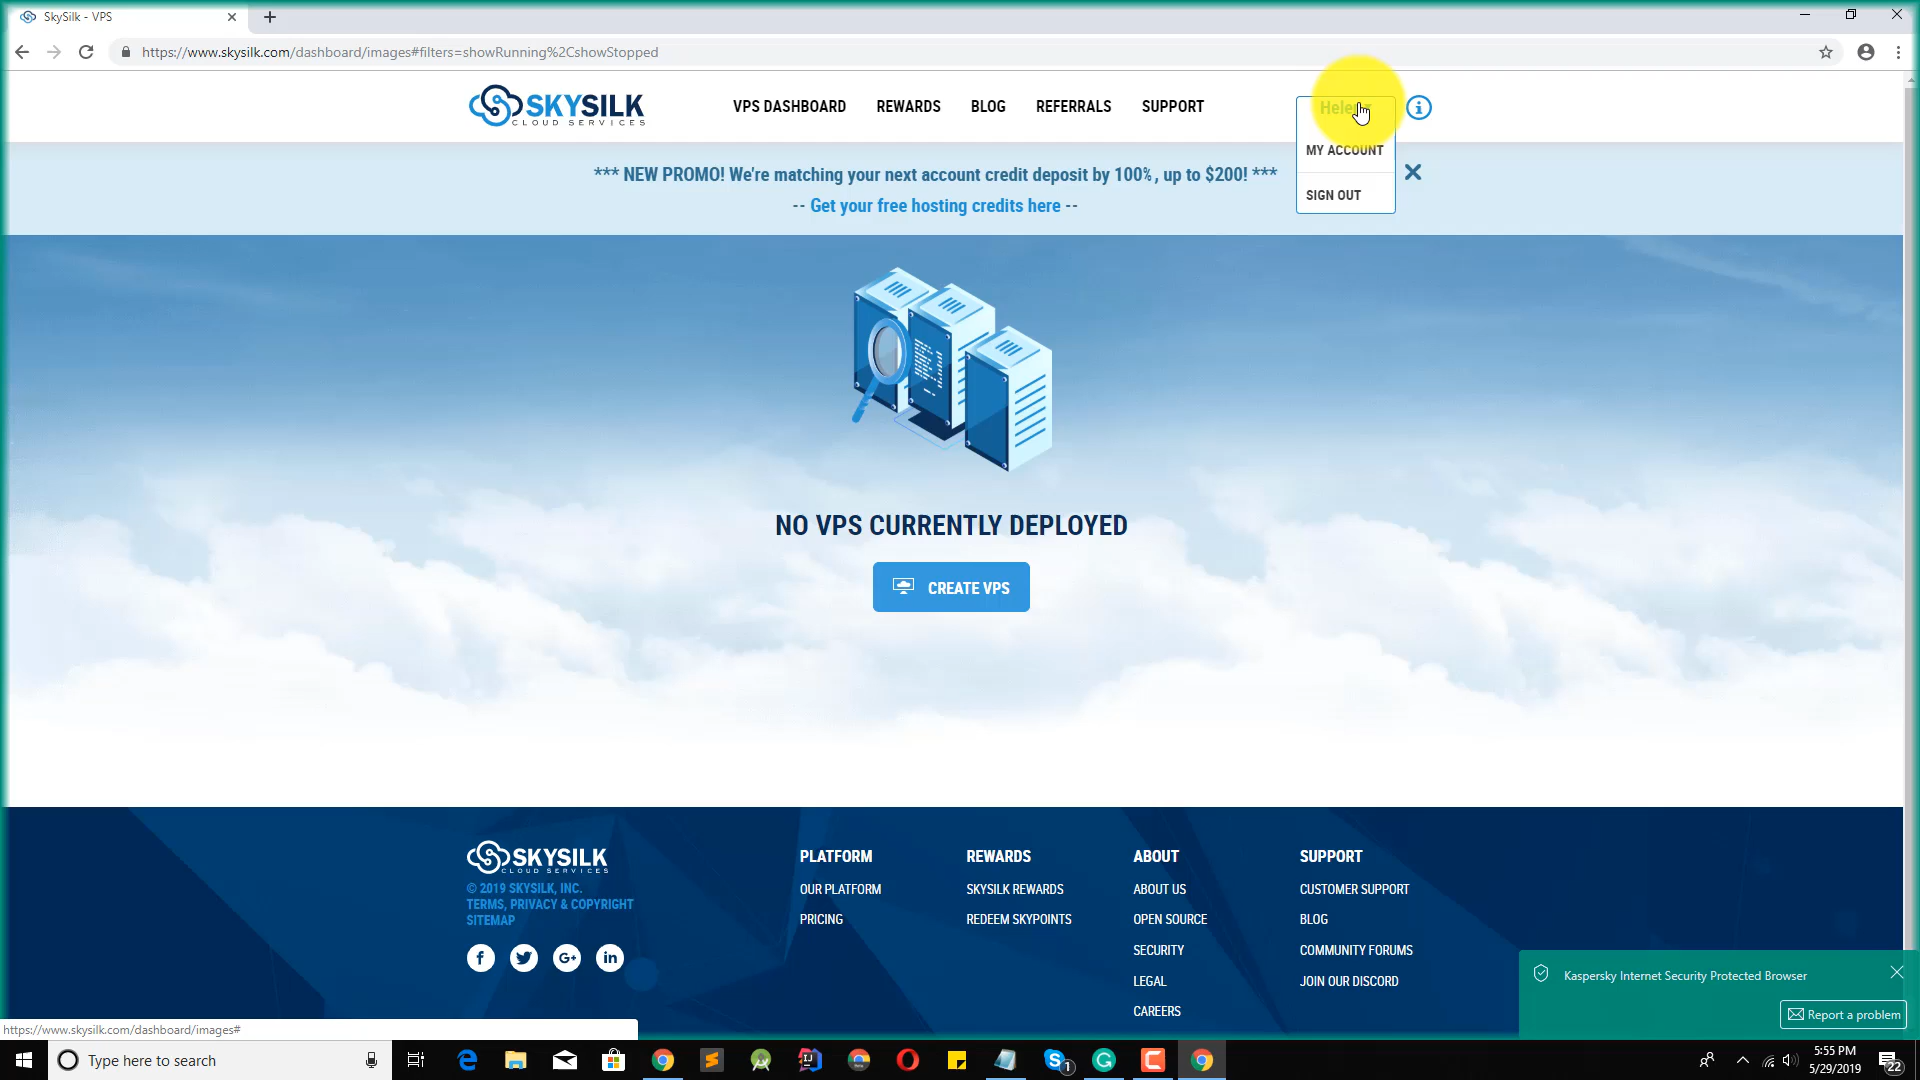 SkySilk - VPS
https://www.skysilk.com/dashboard/images#filters=showRunning%2CshowStopped
SKYSILK
CLOUD SERVICES
VPS DASHBOARD
REWARDS
BLOG
REFERRALS
SUPPORT
MY ACCOUNT
SIGN OUT
*** NEW PROMO! We're matching your next account credit deposit by 100%, up to $200! ***
-- Get your free hosting credits here --
NO VPS CURRENTLY DEPLOYED
CREATE VPS
SKYSILK
CLOUD SERVICES
© 2019 SKYSILK, INC.
TERMS, PRIVACY & COPYRIGHT
SITEMAP
PLATFORM
OUR PLATFORM
PRICING
REWARDS
SKYSILK REWARDS
REDEEM SKYPOINTS
ABOUT
ABOUT US
OPEN SOURCE
SECURITY
LEGAL
CAREERS
SUPPORT
CUSTOMER SUPPORT
BLOG
COMMUNITY FORUMS
JOIN OUR DISCORD
Kaspersky Internet Security Protected Browser
Report a problem
https://www.skysilk.com/dashboard/images#
Type here to search
5:55 PM
5/29/2019
22